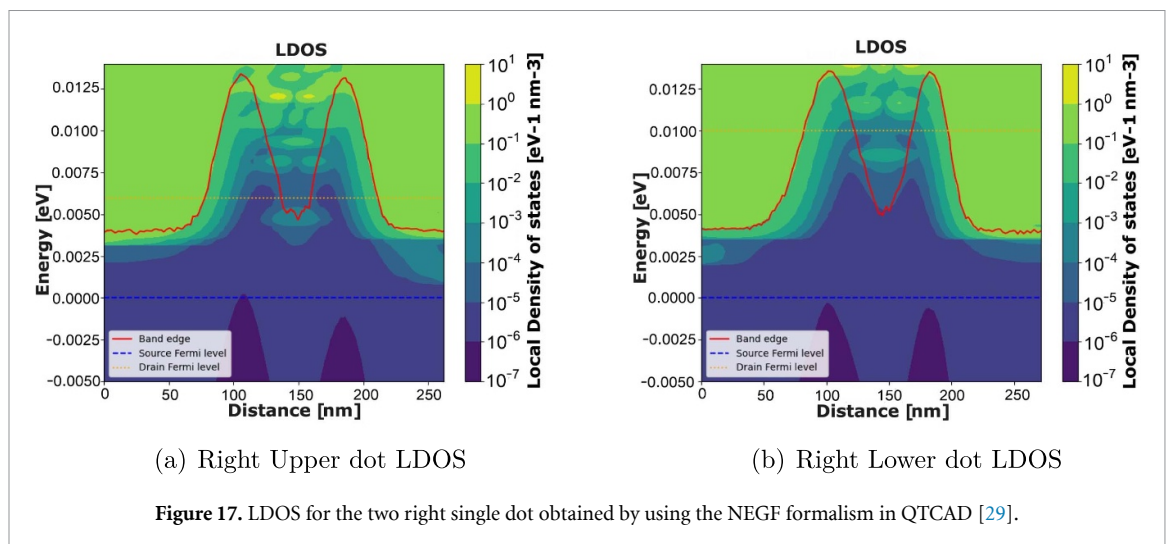 LDOS
0.0125
0.0100
0.0075
0.0050
0.0025
0.0000
−0.0025
−0.0050
Energy [eV]
0
50
100
150
200
250
Distance [nm]
Band edge
Source Fermi level
Drain Fermi level
10^1
10^0
10^−1
10^−2
10^−3
10^−4
10^−5
10^−6
10^−7
Local Density of states [eV-1 nm-3]
(a) Right Upper dot LDOS
LDOS
0.0125
0.0100
0.0075
0.0050
0.0025
0.0000
−0.0025
−0.0050
Energy [eV]
0
50
100
150
200
250
Distance [nm]
Band edge
Source Fermi level
Drain Fermi level
10^1
10^0
10^−1
10^−2
10^−3
10^−4
10^−5
10^−6
10^−7
Local Density of states [eV-1 nm-3]
(b) Right Lower dot LDOS
Figure 17. LDOS for the two right single dot obtained by using the NEGF formalism in QTCAD [29].